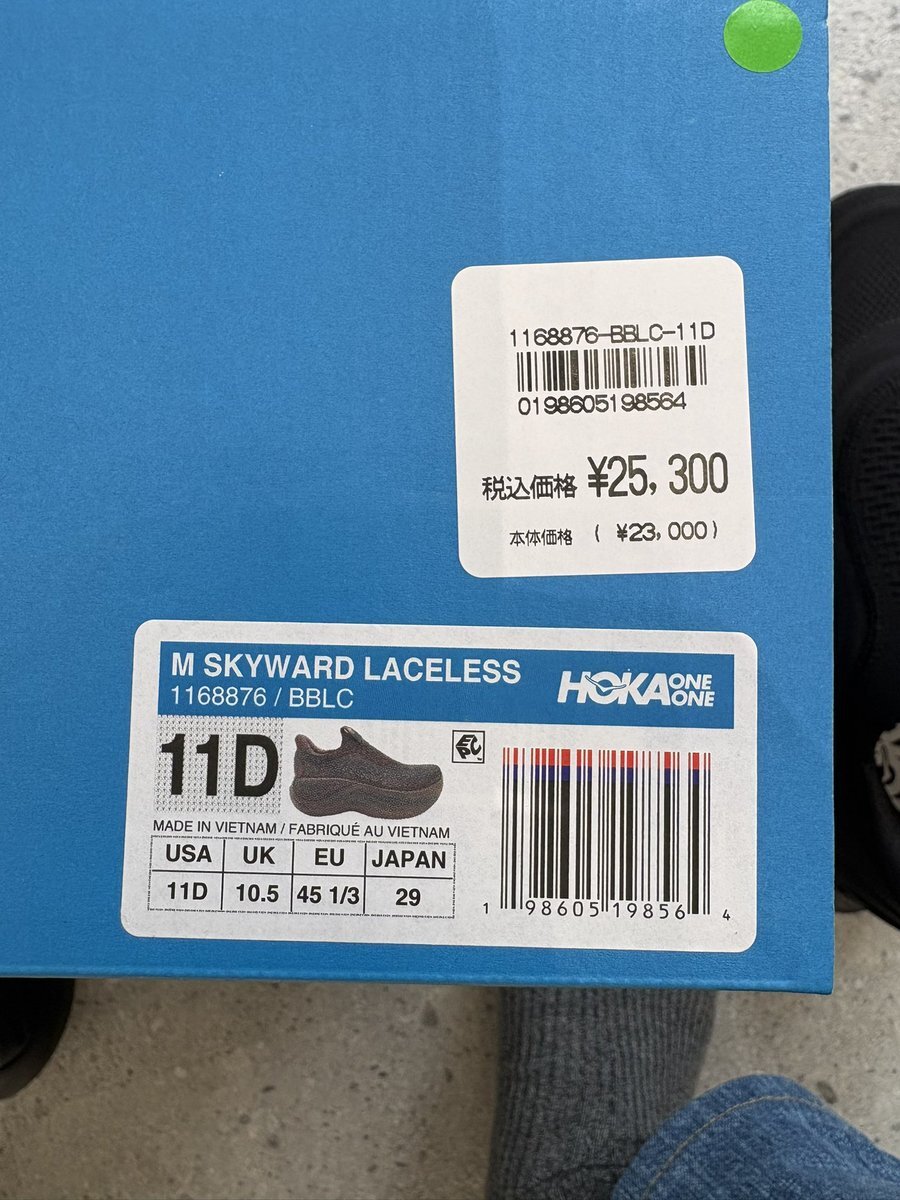 1168876-BBLC-11D
0198605198564
税込価格 ¥25,300
本体価格 ( ¥23,000)
M SKYWARD LACELESS
1168876 / BBLC
HOKA ONE ONE
11D
EPC
MADE IN VIETNAM / FABRIQUÉ AU VIETNAM
USA UK EU JAPAN
11D 10.5 45 1/3 29
1 98605 19856 4